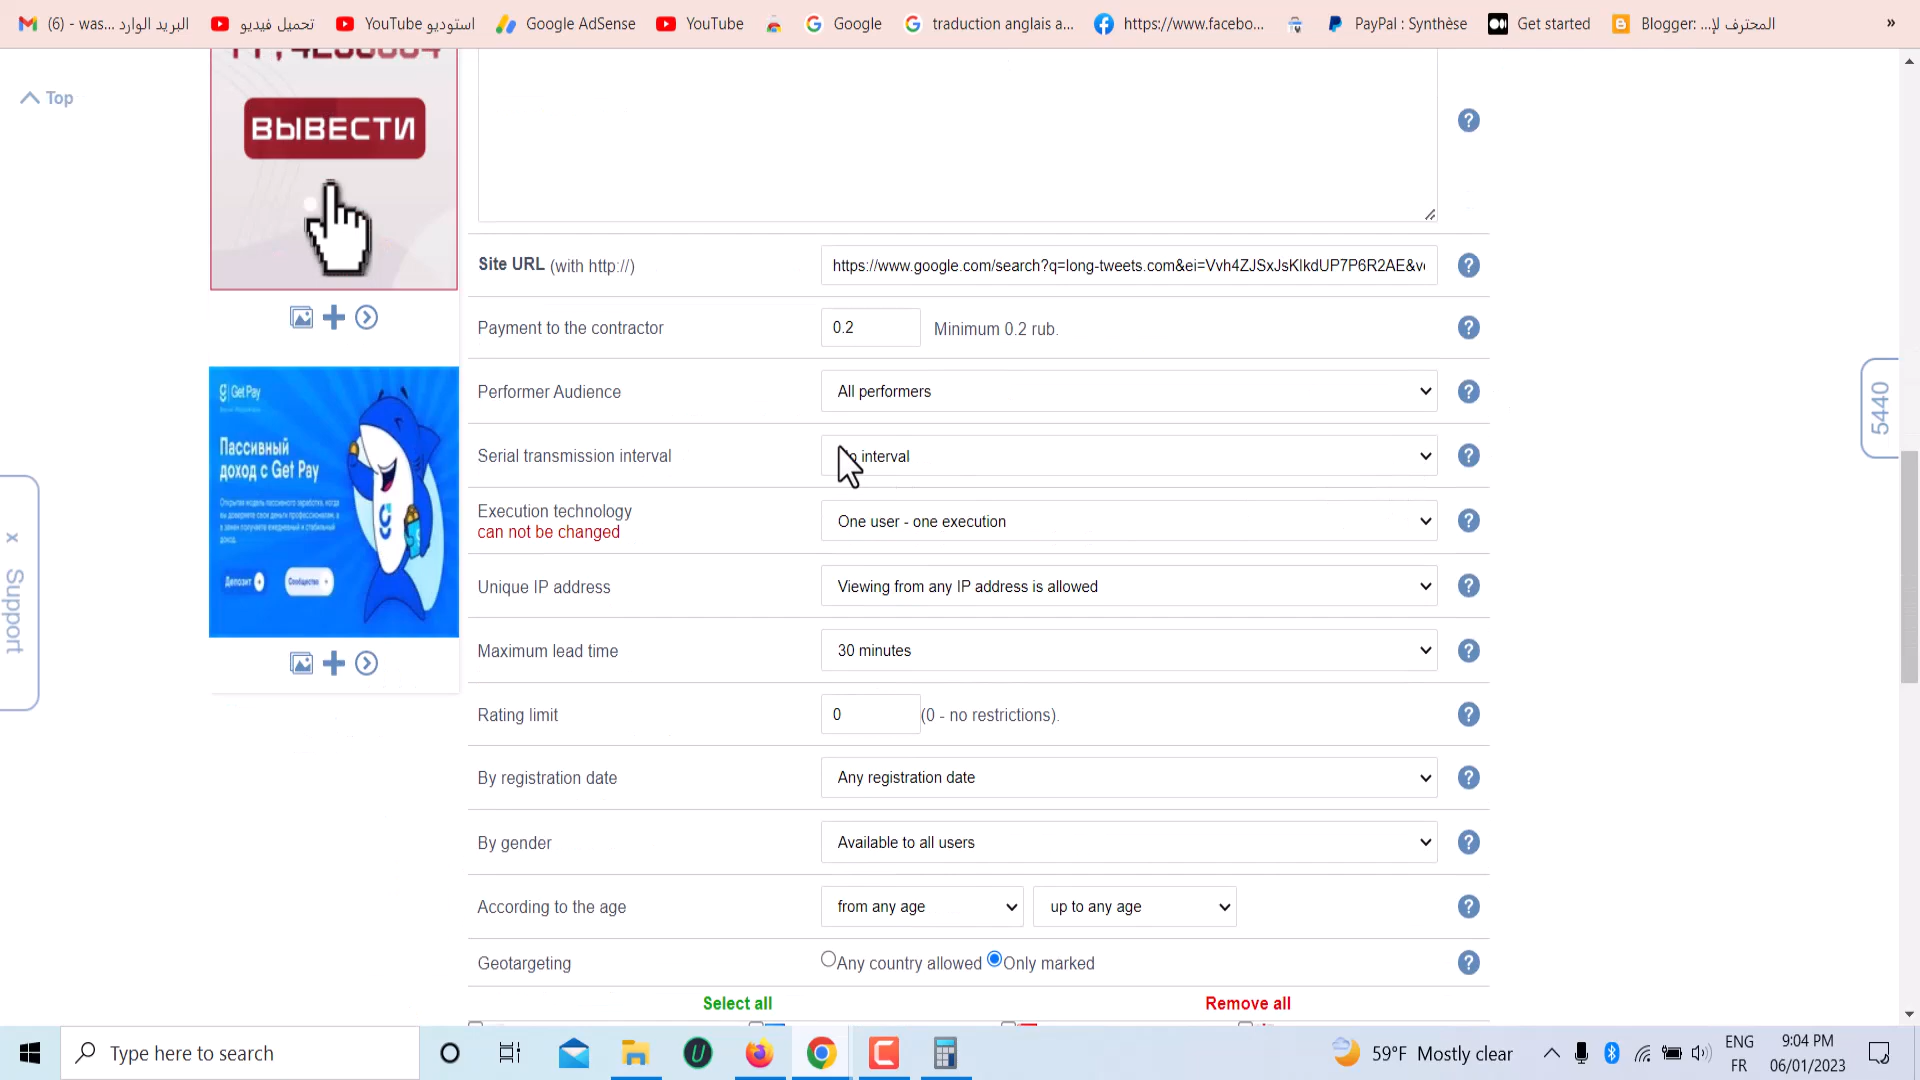 (6) - was... البريد الوارد
تحميل فيديو
YouTube استوديو
Google AdSense
YouTube
Google
traduction anglais a...
https://www.facebo...
PayPal : Synthèse
Get started
Blogger: ...المحترف لإ
»
Top
ВЫВЕСТИ
?
Site URL (with http://)
https://www.google.com/search?q=long-tweets.com&ei=Vvh4ZJSxJsKlkdUP7P6R2AE&v
?
Payment to the contractor
0.2
Minimum 0.2 rub.
?
Get Pay
Пассивный
доход с Get Pay
Депозит
Сообщество
Performer Audience
All performers
?
5440
Serial transmission interval
interval
?
Execution technology
can not be changed
One user - one execution
?
x Support
Unique IP address
Viewing from any IP address is allowed
?
Maximum lead time
30 minutes
?
Rating limit
0
(0 - no restrictions).
?
By registration date
Any registration date
?
By gender
Available to all users
?
According to the age
from any age
up to any age
?
Geotargeting
Any country allowed
Only marked
?
Select all
Remove all
Type here to search
59°F Mostly clear
ENG
FR
9:04 PM
06/01/2023